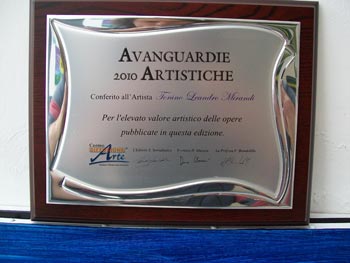 AVANGUARDIE
2010 ARTISTICHE
Conferito all'Artista Tonino Leandro Mirandi
Per l'elevato valore artistico delle opere
pubblicate in questa edizione.
Centro
Arte